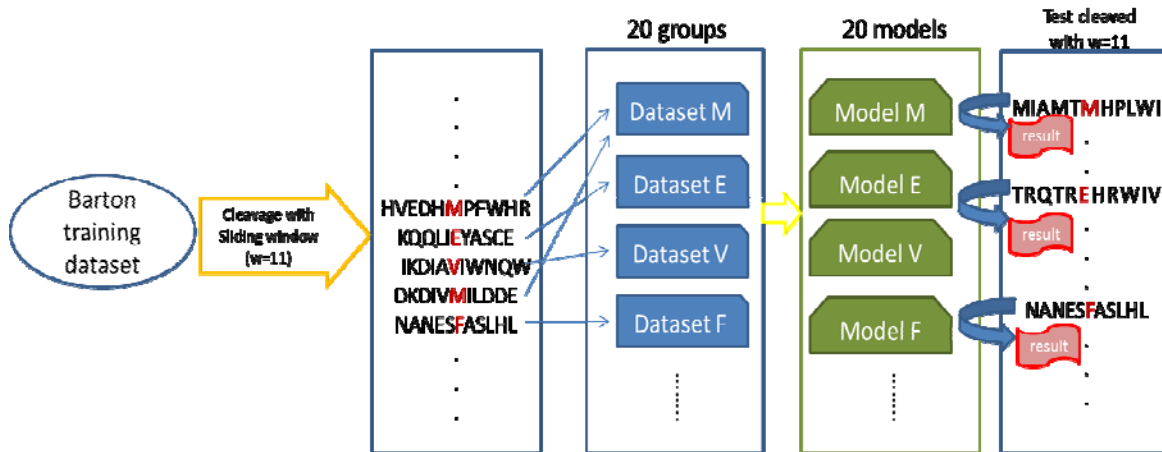 Barton
training
dataset
Cleavage with
Sliding window
(w=11)
HVEDHMPFWHR
KQQLIEYASCE
IKDIAVIWNQW
DKDIVMILDDE
NANESFASLHL
20 groups
Dataset M
Dataset E
Dataset V
Dataset F
20 models
Model M
Model E
Model V
Model F
Test cleaved
with w=11
MIAMTMHPLWI
result
TRQTREHRWIV
result
NANESFASLHL
result